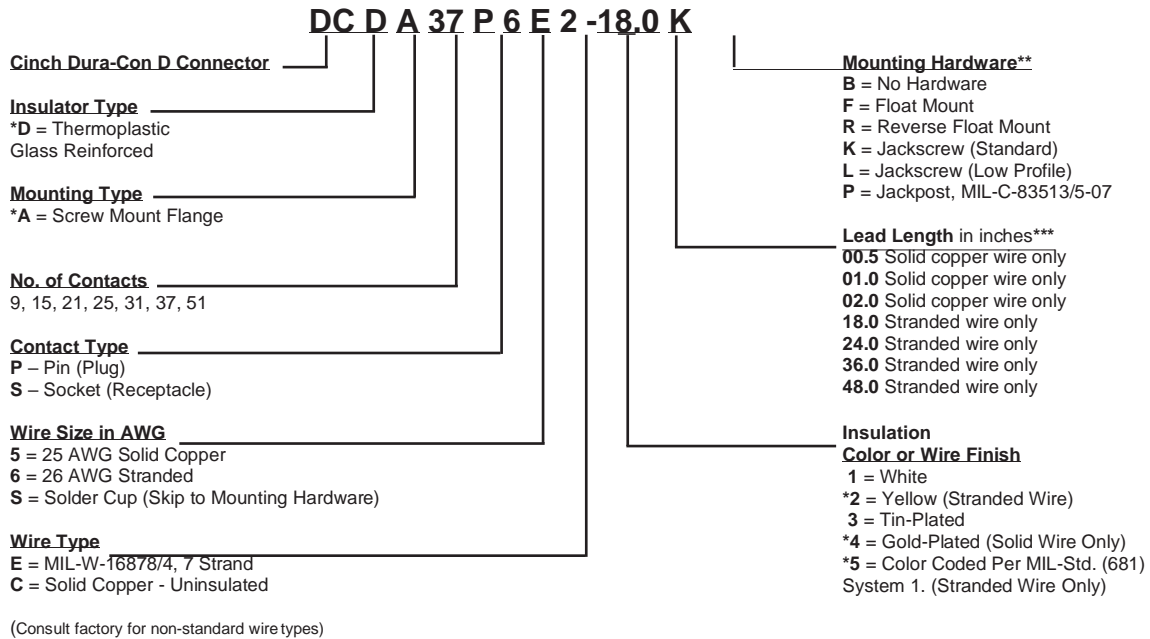 DC D A 37 P 6 E 2 -18.0 K
Cinch Dura-Con D Connector
Insulator Type
*D = Thermoplastic
Glass Reinforced
Mounting Type
*A = Screw Mount Flange
No. of Contacts
9, 15, 21, 25, 31, 37, 51
Contact Type
P – Pin (Plug)
S – Socket (Receptacle)
Wire Size in AWG
5 = 25 AWG Solid Copper
6 = 26 AWG Stranded
S = Solder Cup (Skip to Mounting Hardware)
Wire Type
E = MIL-W-16878/4, 7 Strand
C = Solid Copper - Uninsulated
(Consult factory for non-standard wire types)
Mounting Hardware**
B = No Hardware
F = Float Mount
R = Reverse Float Mount
K = Jackscrew (Standard)
L = Jackscrew (Low Profile)
P = Jackpost, MIL-C-83513/5-07
Lead Length in inches***
00.5 Solid copper wire only
01.0 Solid copper wire only
02.0 Solid copper wire only
18.0 Stranded wire only
24.0 Stranded wire only
36.0 Stranded wire only
48.0 Stranded wire only
Insulation
Color or Wire Finish
1 = White
*2 = Yellow (Stranded Wire)
3 = Tin-Plated
*4 = Gold-Plated (Solid Wire Only)
*5 = Color Coded Per MIL-Std. (681)
System 1. (Stranded Wire Only)